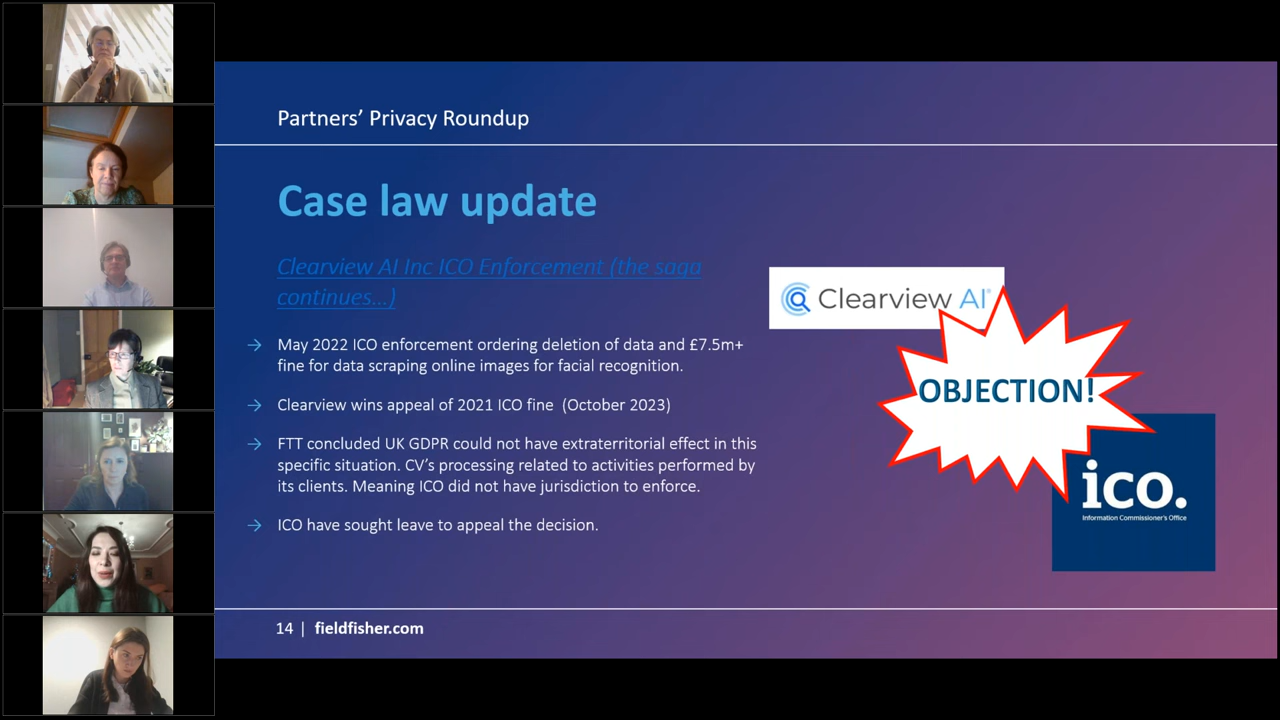 Partners’ Privacy Roundup
Case law update
Clearview AI Inc ICO Enforcement (the saga
continues…)
→ May 2022 ICO enforcement ordering deletion of data and £7.5m+
fine for data scraping online images for facial recognition.
→ Clearview wins appeal of 2021 ICO fine (October 2023)
→ FTT concluded UK GDPR could not have extraterritorial effect in this
specific situation. CV’s processing related to activities performed by
its clients. Meaning ICO did not have jurisdiction to enforce.
→ ICO have sought leave to appeal the decision.
Clearview AI
OBJECTION!
ico.
Information Commissioner's Office
14 | fieldfisher.com